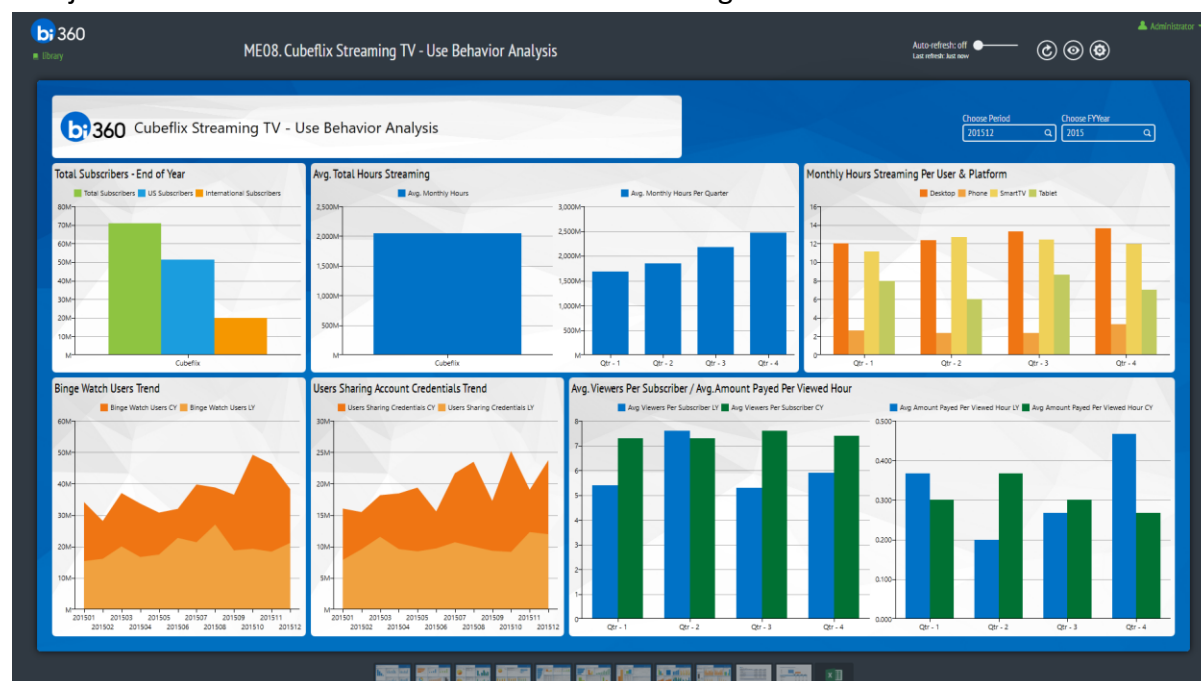 bi 360
Library
ME08. Cubeflix Streaming TV - Use Behavior Analysis
Auto-refresh: off
Last refresh: Just now
Administrator
bi 360 Cubeflix Streaming TV - Use Behavior Analysis
Choose Period
201512
Choose FYYear
2015
Total Subscribers - End of Year
Total Subscribers US Subscribers International Subscribers
80M
70M
60M
50M
40M
30M
20M
10M
M
Cubeflix
Avg. Total Hours Streaming
Avg. Monthly Hours
2,500M
2,000M
1,500M
1,000M
500M
M
Cubeflix
Avg. Monthly Hours Per Quarter
3,000M
2,500M
2,000M
1,500M
1,000M
500M
M
Qtr - 1 Qtr - 2 Qtr - 3 Qtr - 4
Monthly Hours Streaming Per User & Platform
Desktop Phone SmartTV Tablet
16
14
12
10
8
6
4
2
0
Qtr - 1 Qtr - 2 Qtr - 3 Qtr - 4
Binge Watch Users Trend
Binge Watch Users CY Binge Watch Users LY
60M
50M
40M
30M
20M
10M
M
201501 201503 201505 201507 201509 201511
201502 201504 201506 201508 201510 201512
Users Sharing Account Credentials Trend
Users Sharing Credentials CY Users Sharing Credentials LY
30M
25M
20M
15M
10M
5M
M
201501 201503 201505 201507 201509 201511
201502 201504 201506 201508 201510 201512
Avg. Viewers Per Subscriber / Avg. Amount Payed Per Viewed Hour
Avg Viewers Per Subscriber LY Avg Viewers Per Subscriber CY
8
7
6
5
4
3
2
1
0
Qtr - 1 Qtr - 2 Qtr - 3 Qtr - 4
Avg Amount Payed Per Viewed Hour LY Avg Amount Payed Per Viewed Hour CY
0.500
0.400
0.300
0.200
0.100
0.000
Qtr - 1 Qtr - 2 Qtr - 3 Qtr - 4